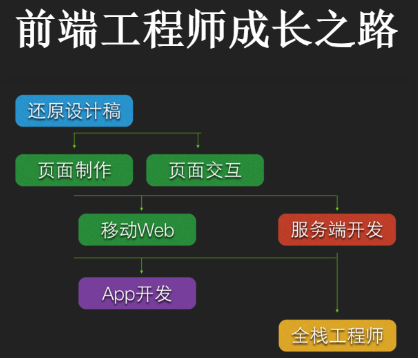 前端工程师成长之路
还原设计稿
页面制作 页面交互
移动Web 服务端开发
App开发
全栈工程师